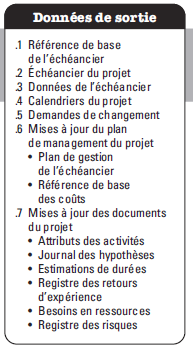 Données de sortie
.1 Référence de base
de l'échéancier
.2 Échéancier du projet
.3 Données de l'échéancier
.4 Calendriers du projet
.5 Demandes de changement
.6 Mises à jour du plan
de management du projet
• Plan de gestion
de l'échéancier
• Référence de base
des coûts
.7 Mises à jour des documents
du projet
• Attributs des activités
• Journal des hypothèses
• Estimations de durées
• Registre des retours
d'expérience
• Besoins en ressources
• Registre des risques